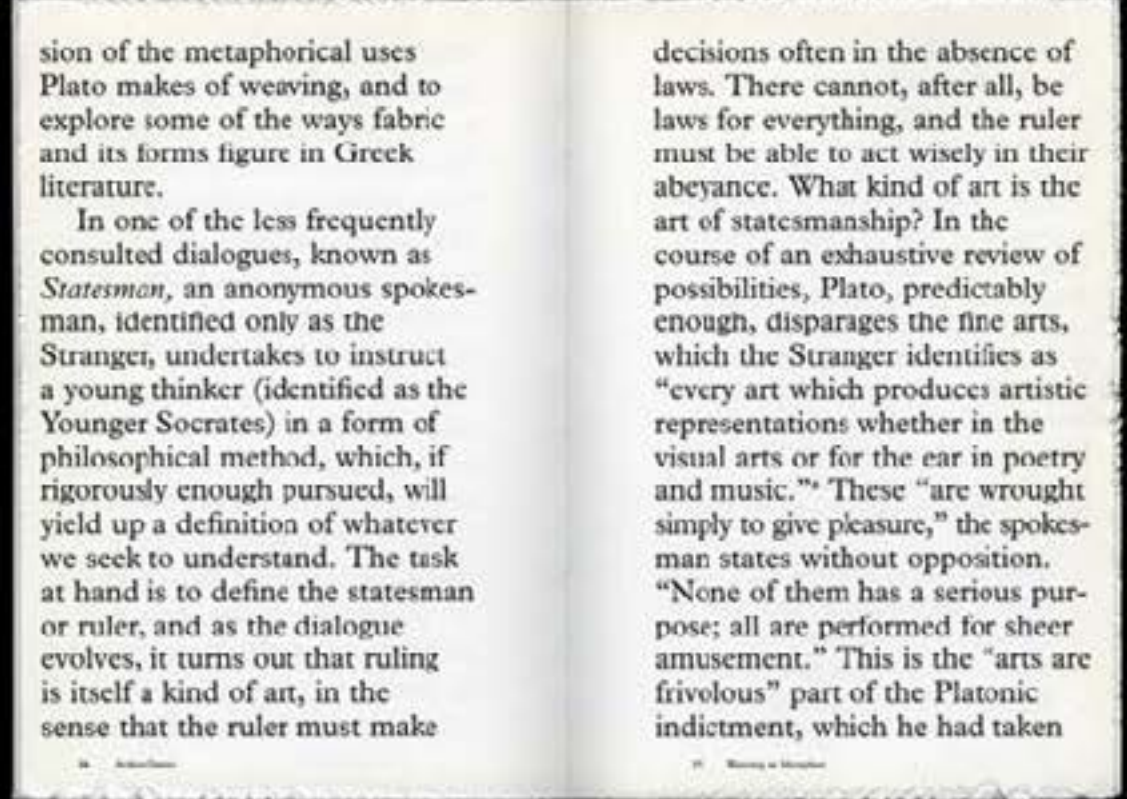 sion of the metaphorical uses
Plato makes of weaving, and to
explore some of the ways fabric
and its forms figure in Greek
literature.
In one of the less frequently
consulted dialogues, known as
Statesman, an anonymous spokes-
man, identified only as the
Stranger, undertakes to instruct
a young thinker (identified as the
Younger Socrates) in a form of
philosophical method, which, if
rigorously enough pursued, will
yield up a definition of whatever
we seek to understand. The task
at hand is to define the statesman
or ruler, and as the dialogue
evolves, it turns out that ruling
is itself a kind of art, in the
sense that the ruler must make
decisions often in the absence of
laws. There cannot, after all, be
laws for everything, and the ruler
must be able to act wisely in their
abeyance. What kind of art is the
art of statesmanship? In the
course of an exhaustive review of
possibilities, Plato, predictably
enough, disparages the fine arts,
which the Stranger identifies as
“every art which produces artistic
representations whether in the
visual arts or for the ear in poetry
and music.” These “are wrought
simply to give pleasure,” the spokes-
man states without opposition.
“None of them has a serious pur-
pose; all are performed for sheer
amusement.” This is the “arts are
frivolous” part of the Platonic
indictment, which he had taken
Weaving as Metaphor